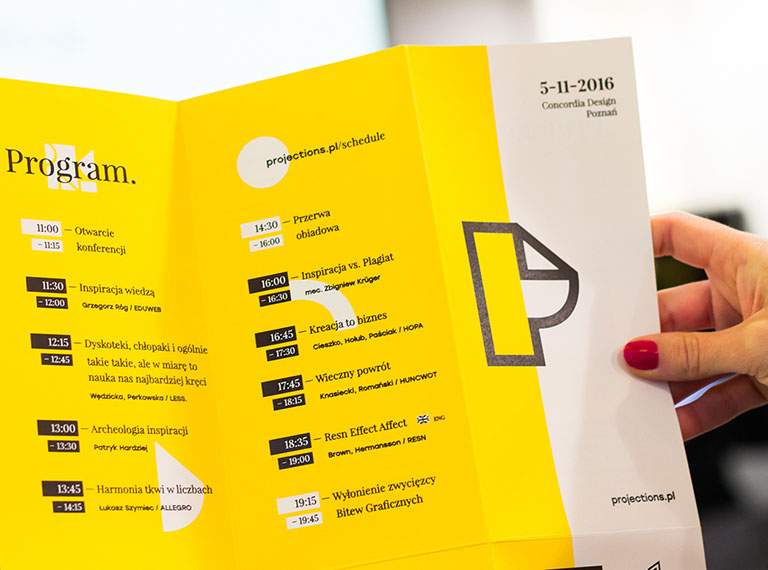 Program.
11:00 — Otwarcie
– 11:15 konferencji
11:30 — Inspiracja wiedzą
– 12:00 Grzegorz Róg / EDUWEB
12:15 — Dyskoteki, chłopaki i ogólnie
– 12:45 takie takie, ale w miarę to
nauka nas najbardziej kręci
Wędzicka, Perkowska / LESS.
13:00 — Archeologia inspiracji
– 13:30 Patryk Hardziej
13:45 — Harmonia tkwi w liczbach
– 14:15 Łukasz Szymiec / ALLEGRO
projections.pl/schedule
14:30 — Przerwa
– 16:00 obiadowa
16:00 — Inspiracja vs. Plagiat
– 16:30 mec. Zbigniew Krüger
16:45 — Kreacja to biznes
– 17:30 Cieszko, Hołub, Paściak / HOPA
17:45 — Wieczny powrót
– 18:15 Knasiecki, Romański / HUNCWOT
18:35 — Resn Effect Affect ENG
– 19:00 Brown, Hermansson / RESN
19:15 — Wyłonienie zwycięzcy
– 19:45 Bitew Graficznych
5-11-2016
Concordia Design
Poznań
projections.pl